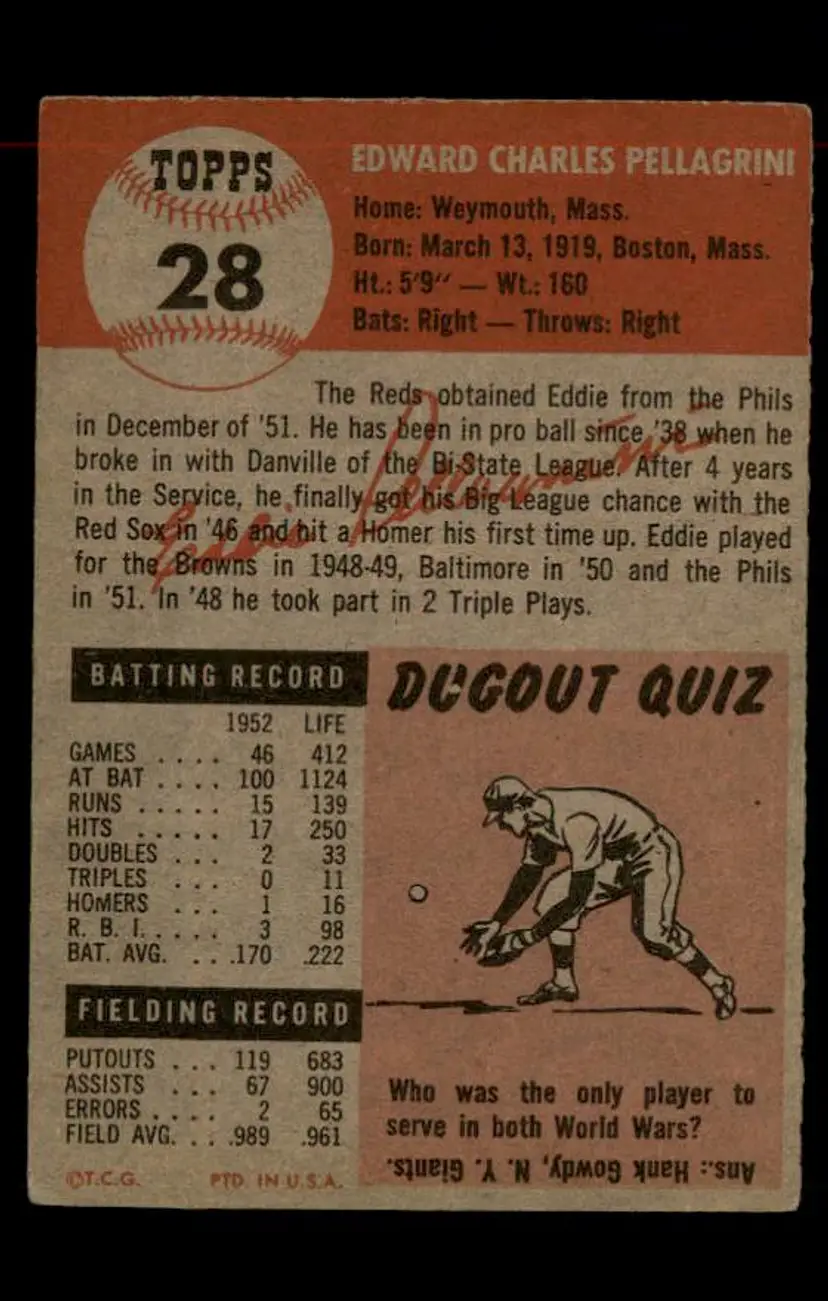 TOPPS
28
EDWARD CHARLES PELLAGRINI
Home: Weymouth, Mass.
Born: March 13, 1919, Boston, Mass.
Ht.: 5'9" — Wt.: 160
Bats: Right — Throws: Right
The Reds obtained Eddie from the Phils
in December of '51. He has been in pro ball since '38 when he
broke in with Danville of the Bi-State League. After 4 years
in the Service, he finally got his Big League chance with the
Red Sox in '46 and hit a Homer his first time up. Eddie played
for the Browns in 1948-49, Baltimore in '50 and the Phils
in '51. In '48 he took part in 2 Triple Plays.
Eddie Pellagrini
BATTING RECORD
1952 LIFE
GAMES .... 46 412
AT BAT .... 100 1124
RUNS ..... 15 139
HITS ..... 17 250
DOUBLES ... 2 33
TRIPLES ... 0 11
HOMERS ... 1 16
R. B. I. .... 3 98
BAT. AVG. ... .170 .222
FIELDING RECORD
PUTOUTS ... 119 683
ASSISTS ... 67 900
ERRORS .... 2 65
FIELD AVG. ... .989 .961
©T.C.G. PTD. IN U.S.A.
DUGOUT QUIZ
Who was the only player to
serve in both World Wars?
Ans.: Hank Gowdy, N. Y. Giants.